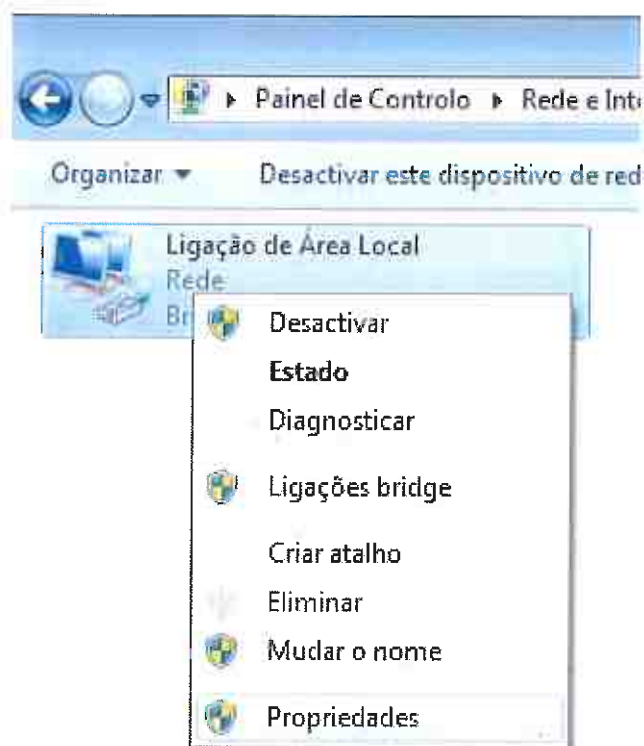 Painel de Controlo ▸ Rede e Int
Organizar ▾ Desactivar este dispositivo de red
Ligação de Área Local
Rede
Br
Desactivar
Estado
Diagnosticar
Ligações bridge
Criar atalho
Eliminar
Mudar o nome
Propriedades